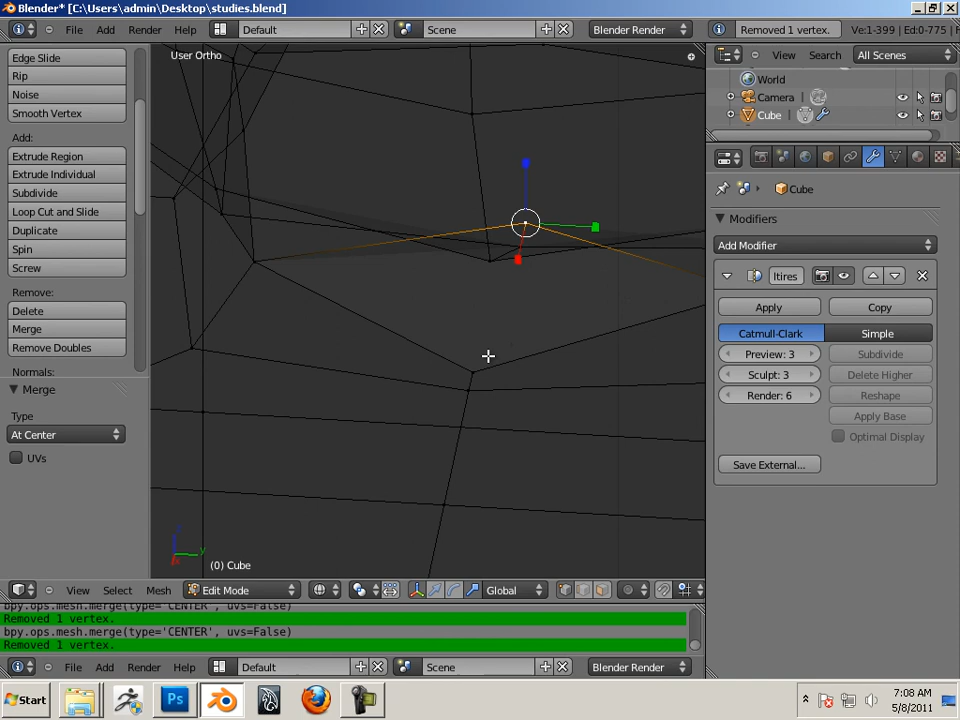 Blender* [C:\Users\admin\Desktop\studies.blend]
File Add Render Help Default Scene Blender Render Removed 1 vertex. Ve:1-399 | Ed:0-775 | F
Edge Slide
Rip
Noise
Smooth Vertex
Add:
Extrude Region
Extrude Individual
Subdivide
Loop Cut and Slide
Duplicate
Spin
Screw
Remove:
Delete
Merge
Remove Doubles
Normals:
Merge
Type
At Center
UVs
User Ortho
z
y
x
(0) Cube
View Select Mesh Edit Mode Global
View Search All Scenes
World
Camera
Cube
Cube
Modifiers
Add Modifier
ltires
Apply Copy
Catmull-Clark Simple
Preview: 3 Subdivide
Sculpt: 3 Delete Higher
Render: 6 Reshape
Apply Base
Optimal Display
Save External...
bpy.ops.mesh.merge(type='CENTER', uvs=False)
Removed 1 vertex.
bpy.ops.mesh.merge(type='CENTER', uvs=False)
Removed 1 vertex.
File Add Render Help Default Scene Blender Render
Start Ps 7:08 AM
5/8/2011